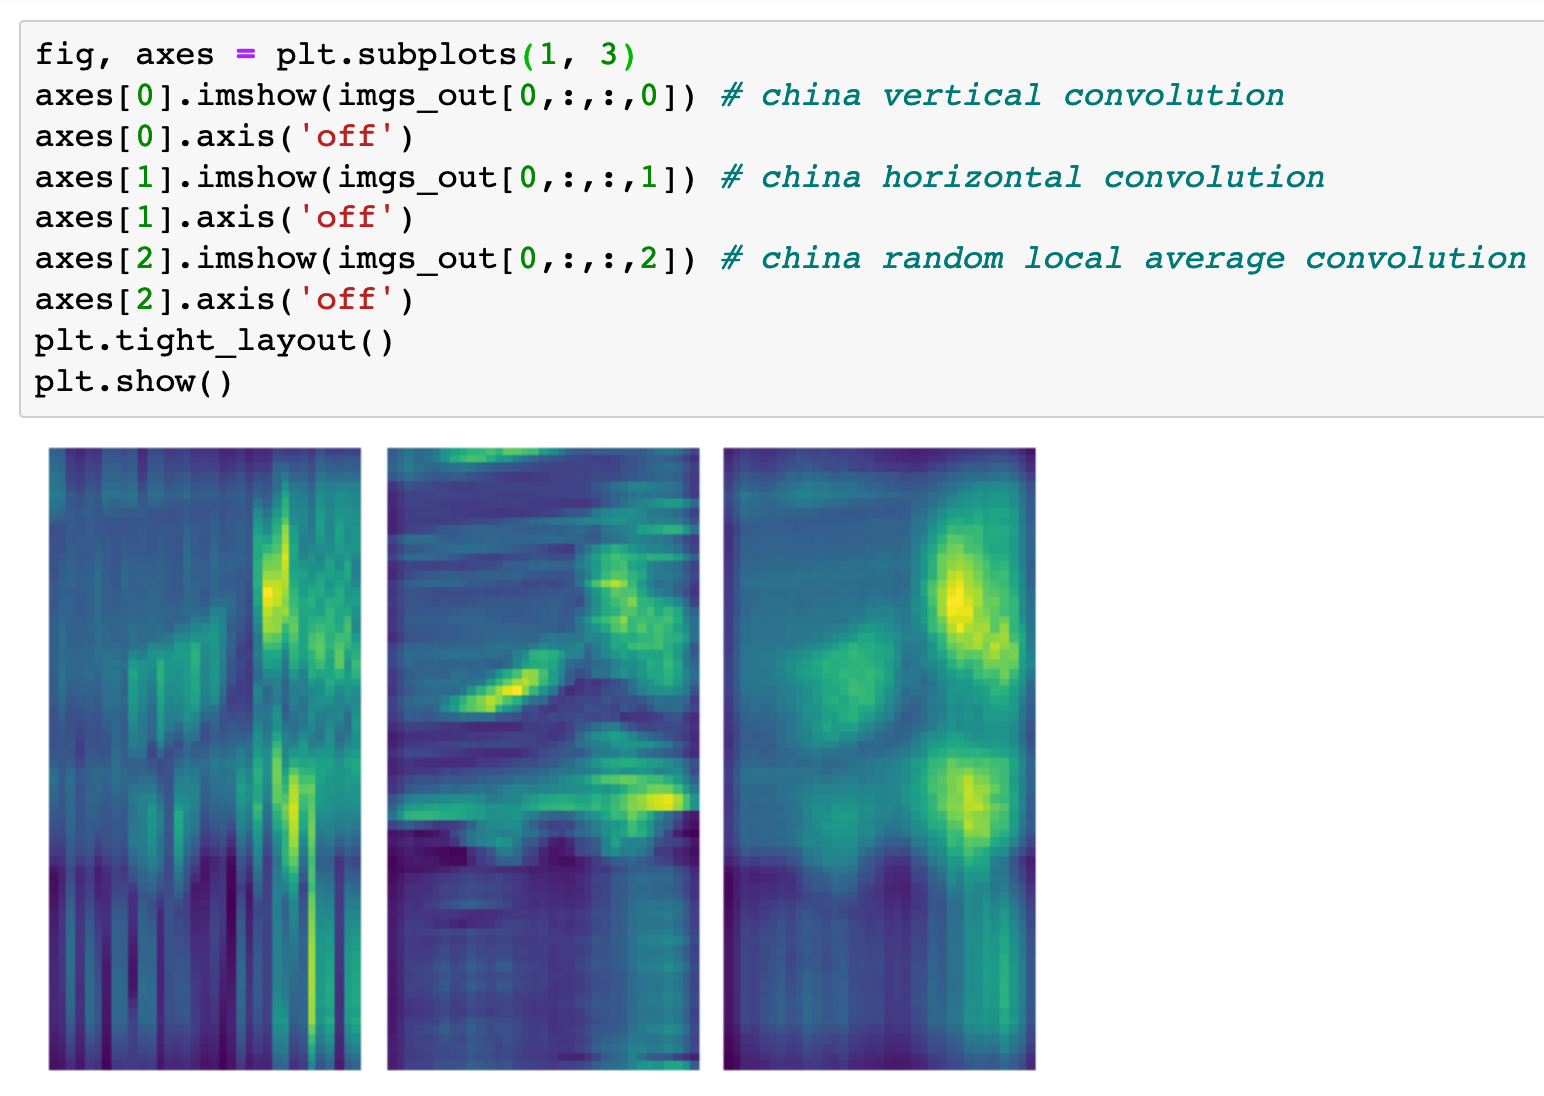 fig, axes = plt.subplots(1, 3)
axes[0].imshow(imgs_out[0,:,:,0]) # china vertical convolution
axes[0].axis('off')
axes[1].imshow(imgs_out[0,:,:,1]) # china horizontal convolution
axes[1].axis('off')
axes[2].imshow(imgs_out[0,:,:,2]) # china random local average convolution
axes[2].axis('off')
plt.tight_layout()
plt.show()